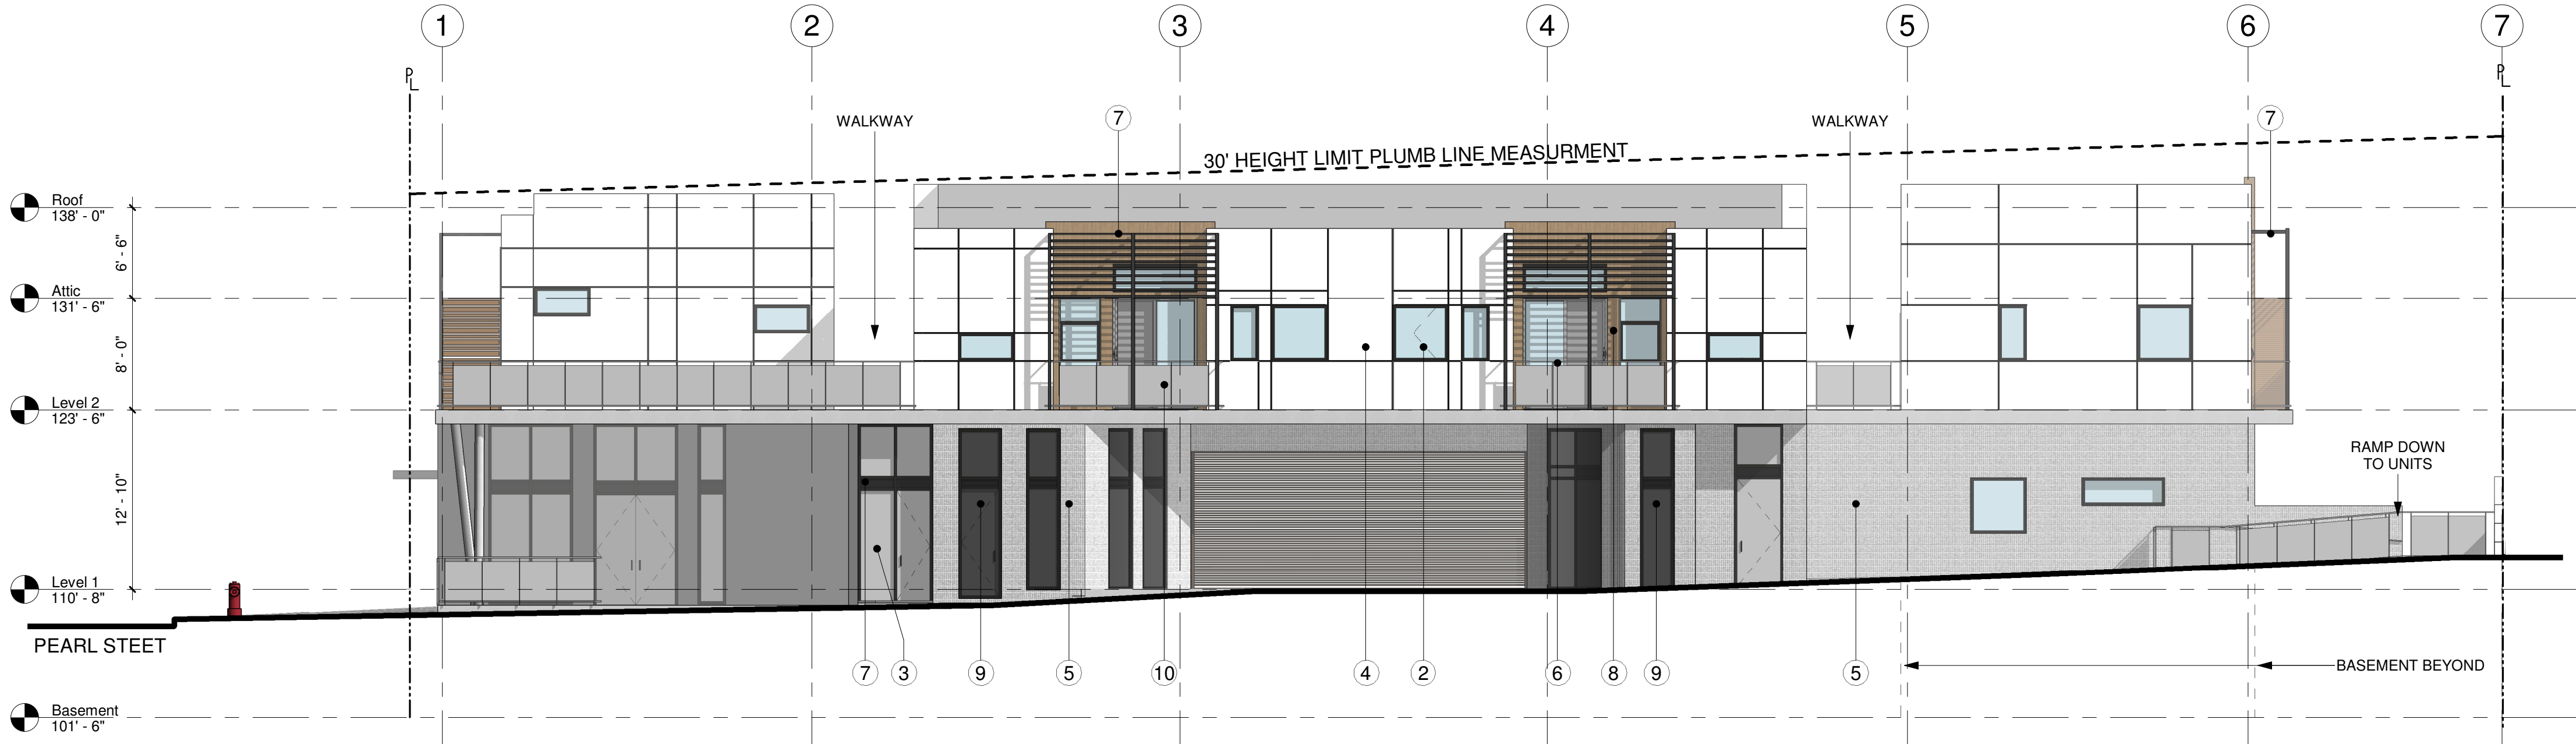 1 2 3 4 5 6 7
PL PL
WALKWAY
7
WALKWAY
7
30' HEIGHT LIMIT PLUMB LINE MEASURMENT
Roof
138' - 0"
6' - 6"
Attic
131' - 6"
8' - 0"
Level 2
123' - 6"
12' - 10"
RAMP DOWN
TO UNITS
Level 1
110' - 8"
PEARL STEET
7 3 9 5 10 4 2 6 8 9 5
BASEMENT BEYOND
Basement
101' - 6"